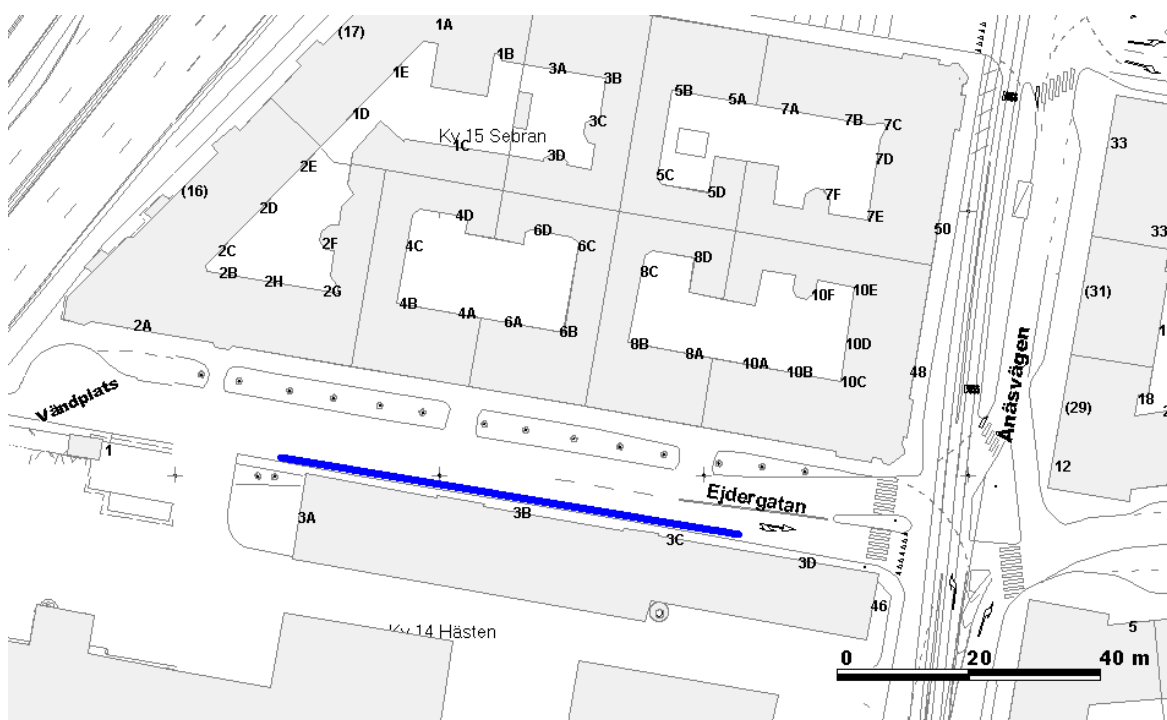 (17)
1A
1B
3A
3B
1E
5B
5A
7A
7B
7C
1D
3C
33
Kv 15 Sebran
1C
3D
7D
2E
5C
5D
(16)
7F
2D
4D
7E
6D
50
33
2C
2F
4C
6C
8D
8C
2B
2H
2G
10F
10E
(31)
4B
4A
6A
6B
2A
8B
8A
10A
10B
10D
10C
48
Vändplats
Ånäsvägen
18
(29)
1
12
Ejdergatan
3A
3B
3C
3D
46
Kv 14 Hästen
5
0 20 40 m